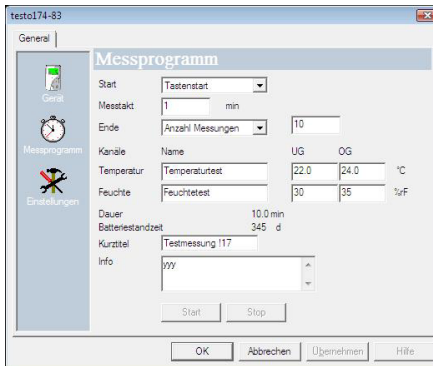 testo174-83
General
Gerät
Messprogramm
Einstellungen
Messprogramm
Start Tastenstart
Messtakt 1 min
Ende Anzahl Messungen 10
Kanäle Name UG OG
Temperatur Temperaturtest 22.0 24.0 °C
Feuchte Feuchtetest 30 35 %rF
Dauer 10.0 min
Batteriestandzeit 345 d
Kurztitel Testmessung !17
Info yyy
Start Stop
OK Abbrechen Übernehmen Hilfe